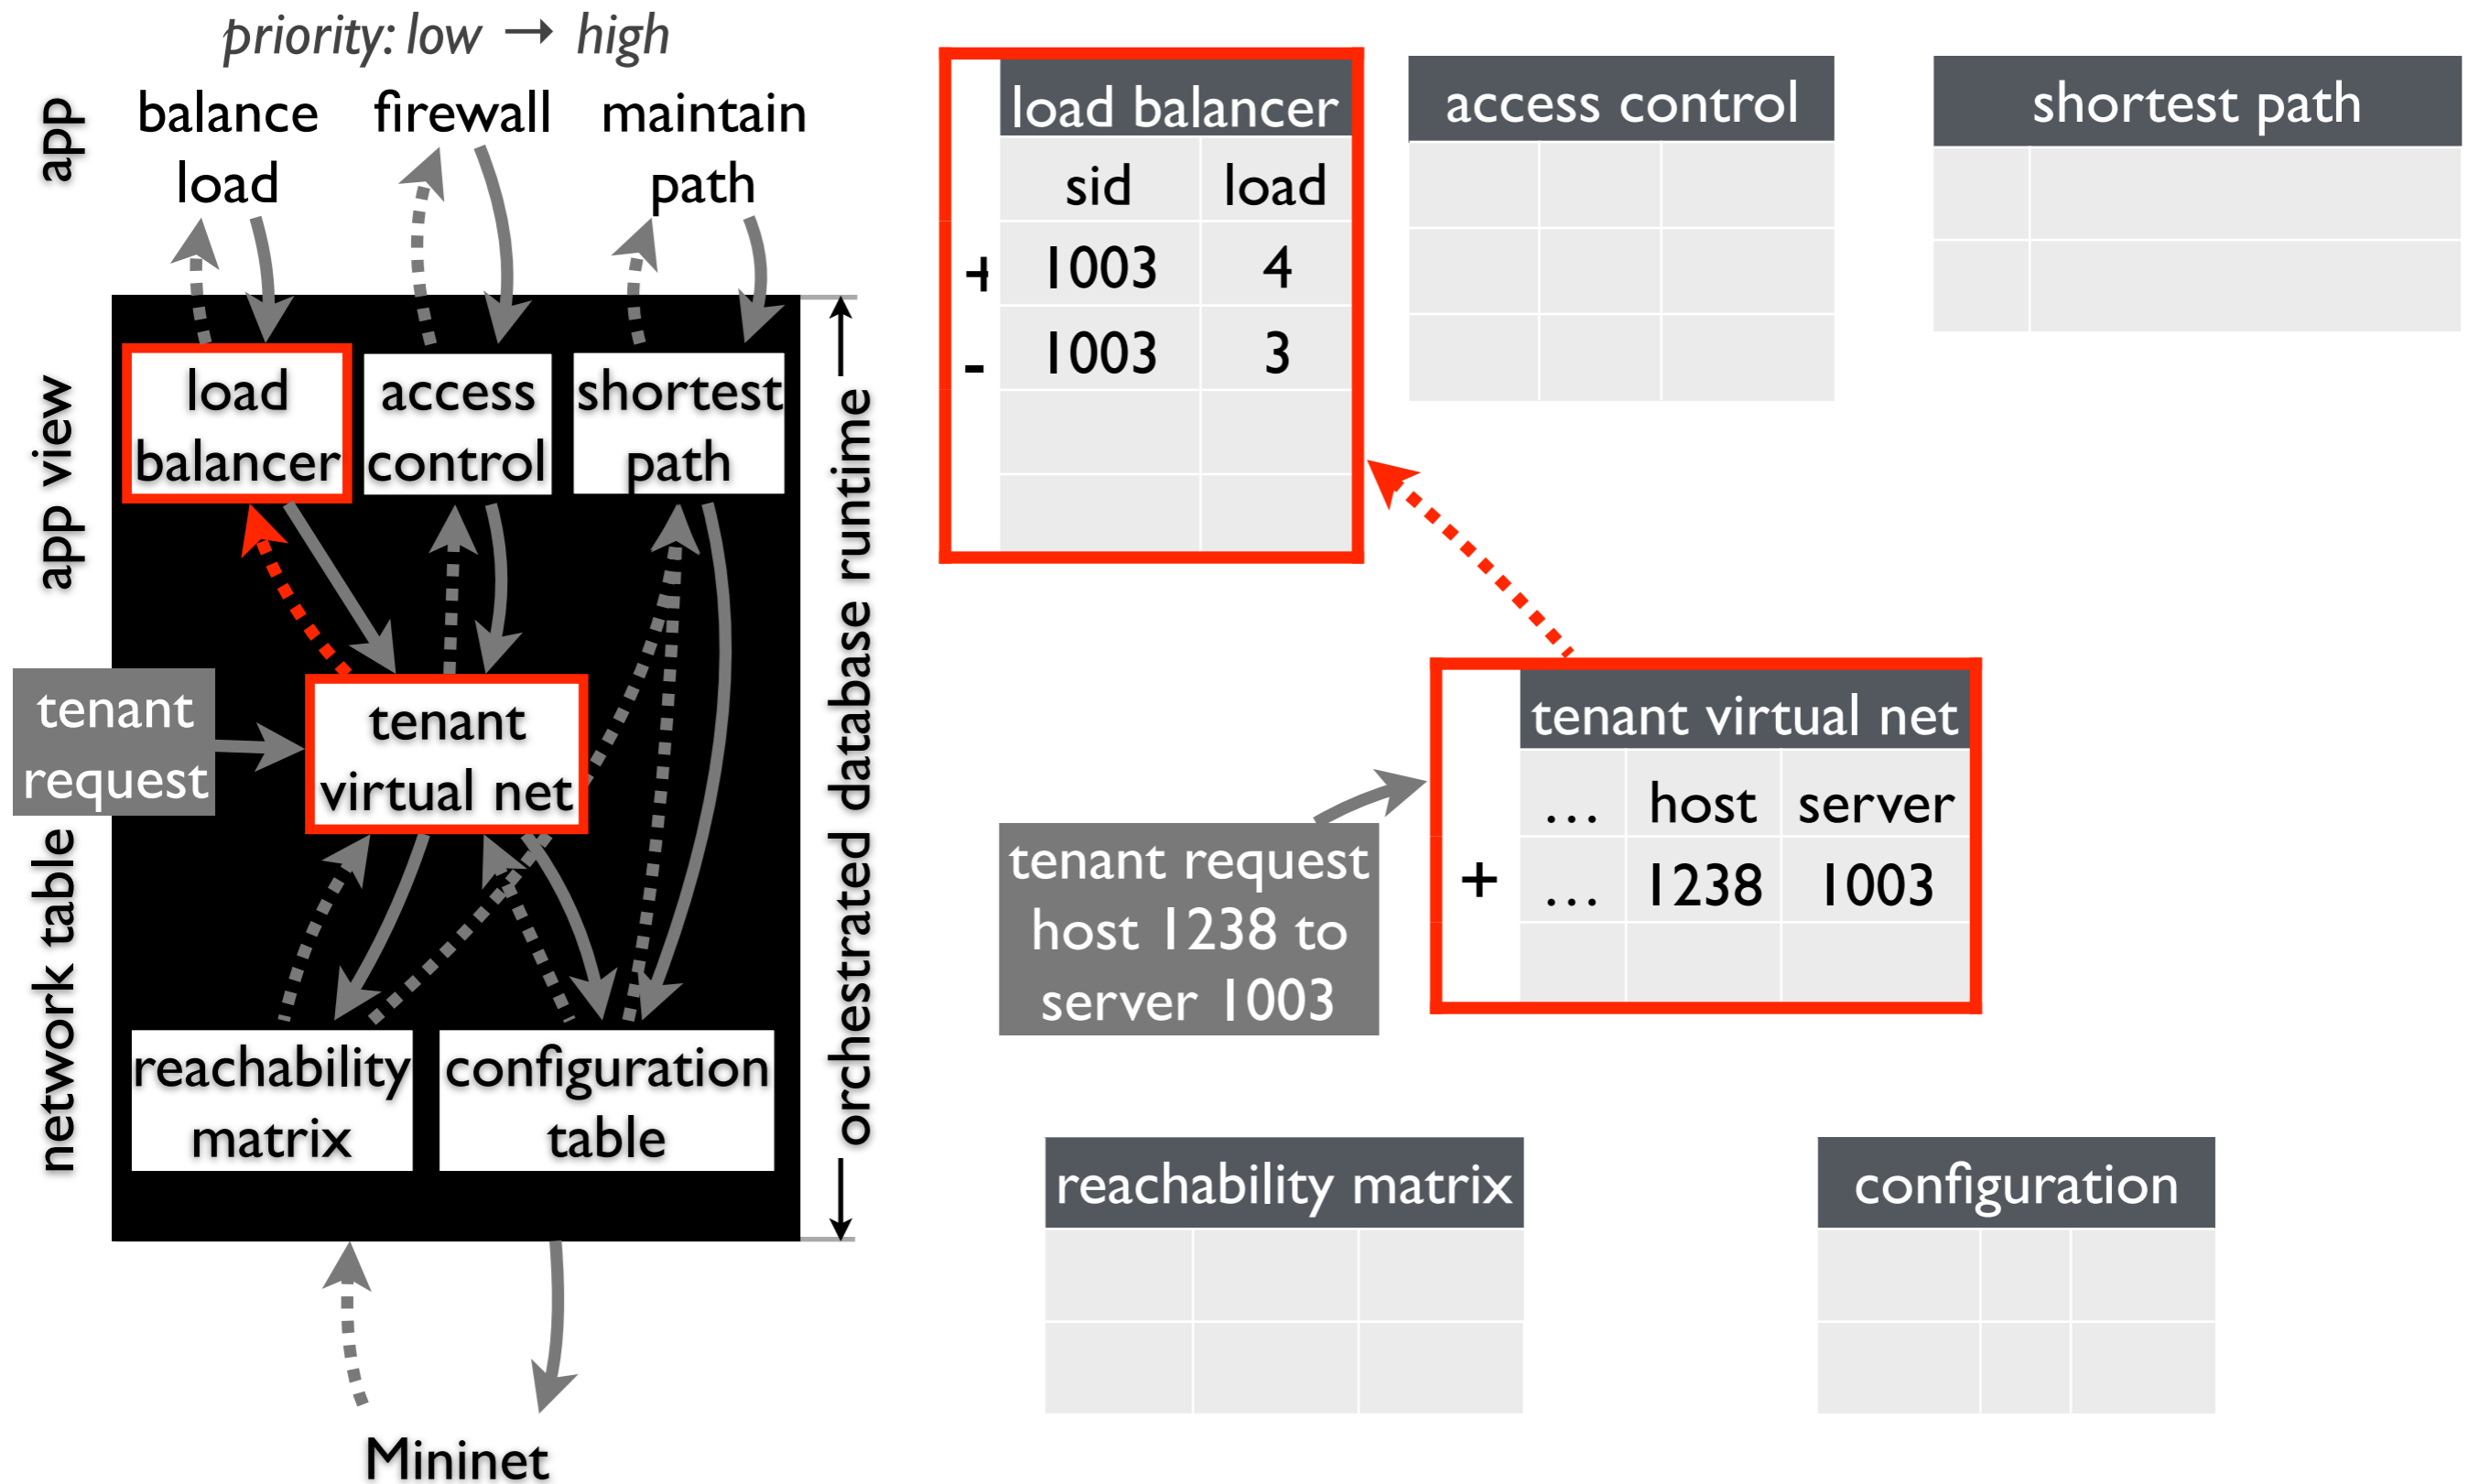 priority: low → high
app
balance
load
firewall
maintain
path
app view
load
balancer
access
control
shortest
path
tenant
request
tenant
virtual net
network table
reachability
matrix
configuration
table
orchestrated database runtime
Mininet
load balancer
sid load
+ 1003 4
- 1003 3
access control
shortest path
tenant request
host 1238 to
server 1003
tenant virtual net
... host server
+ ... 1238 1003
reachability matrix
configuration